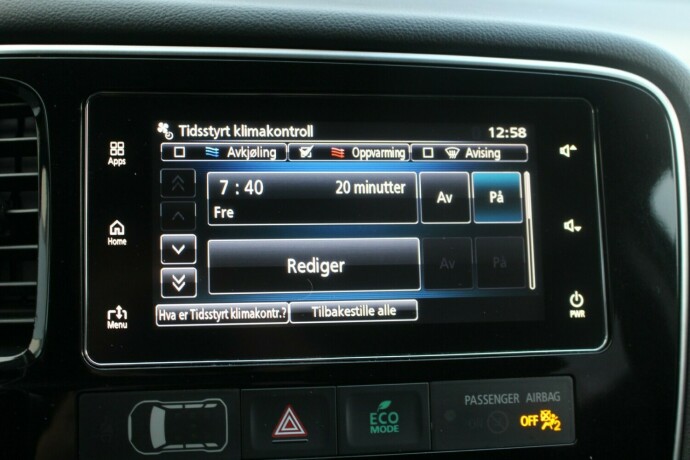 Tidsstyrt klimakontroll 12:58
Avkjøling Oppvarming Avising
Apps
7 : 40 20 minutter Av På
Fre
Home
Rediger Av På
Menu
Hva er Tidsstyrt klimakontr.? Tilbakestille alle
PWR
ECO
MODE
PASSENGER AIRBAG
OFF 2